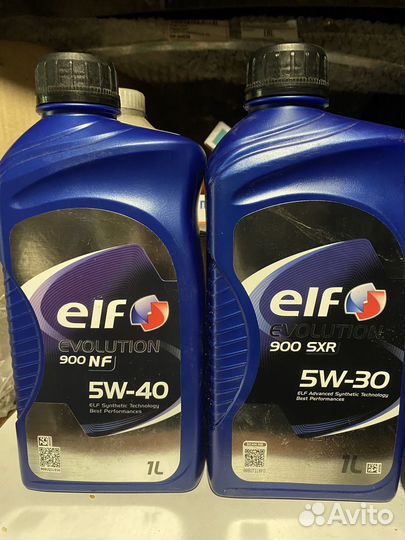 elf
EVOLUTION
900 NF
5W-40
ELF Synthetic Technology
Best Performances
1L
elf
EVOLUTION
900 SXR
5W-30
ELF Advanced Synthetic Technology
Best Performances
1L
Avito